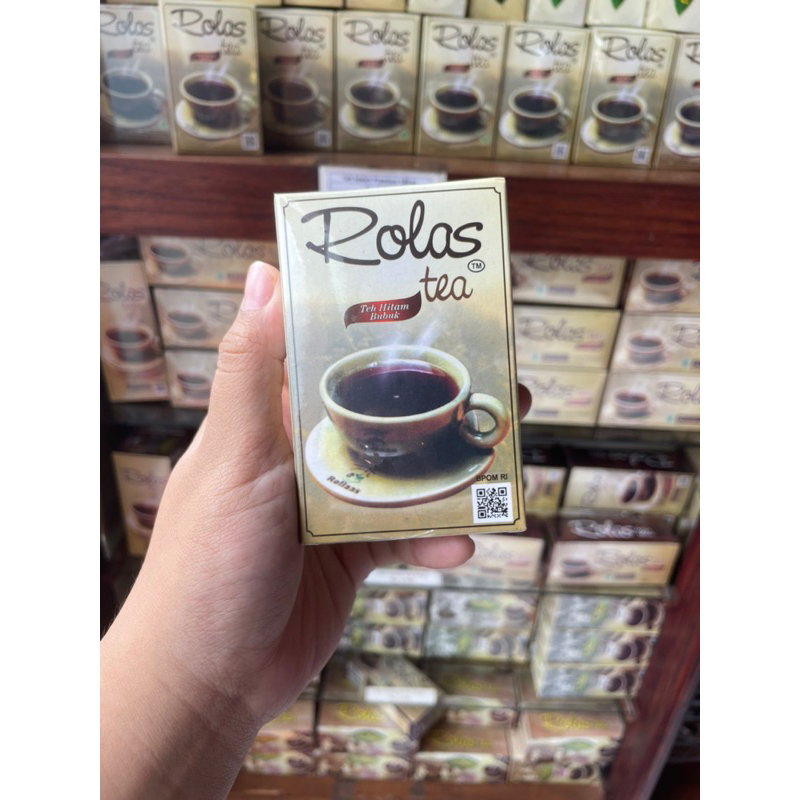 Rolas
TM
tea
Teh Hitam
Bubuk
Rollaas
BPOM RI